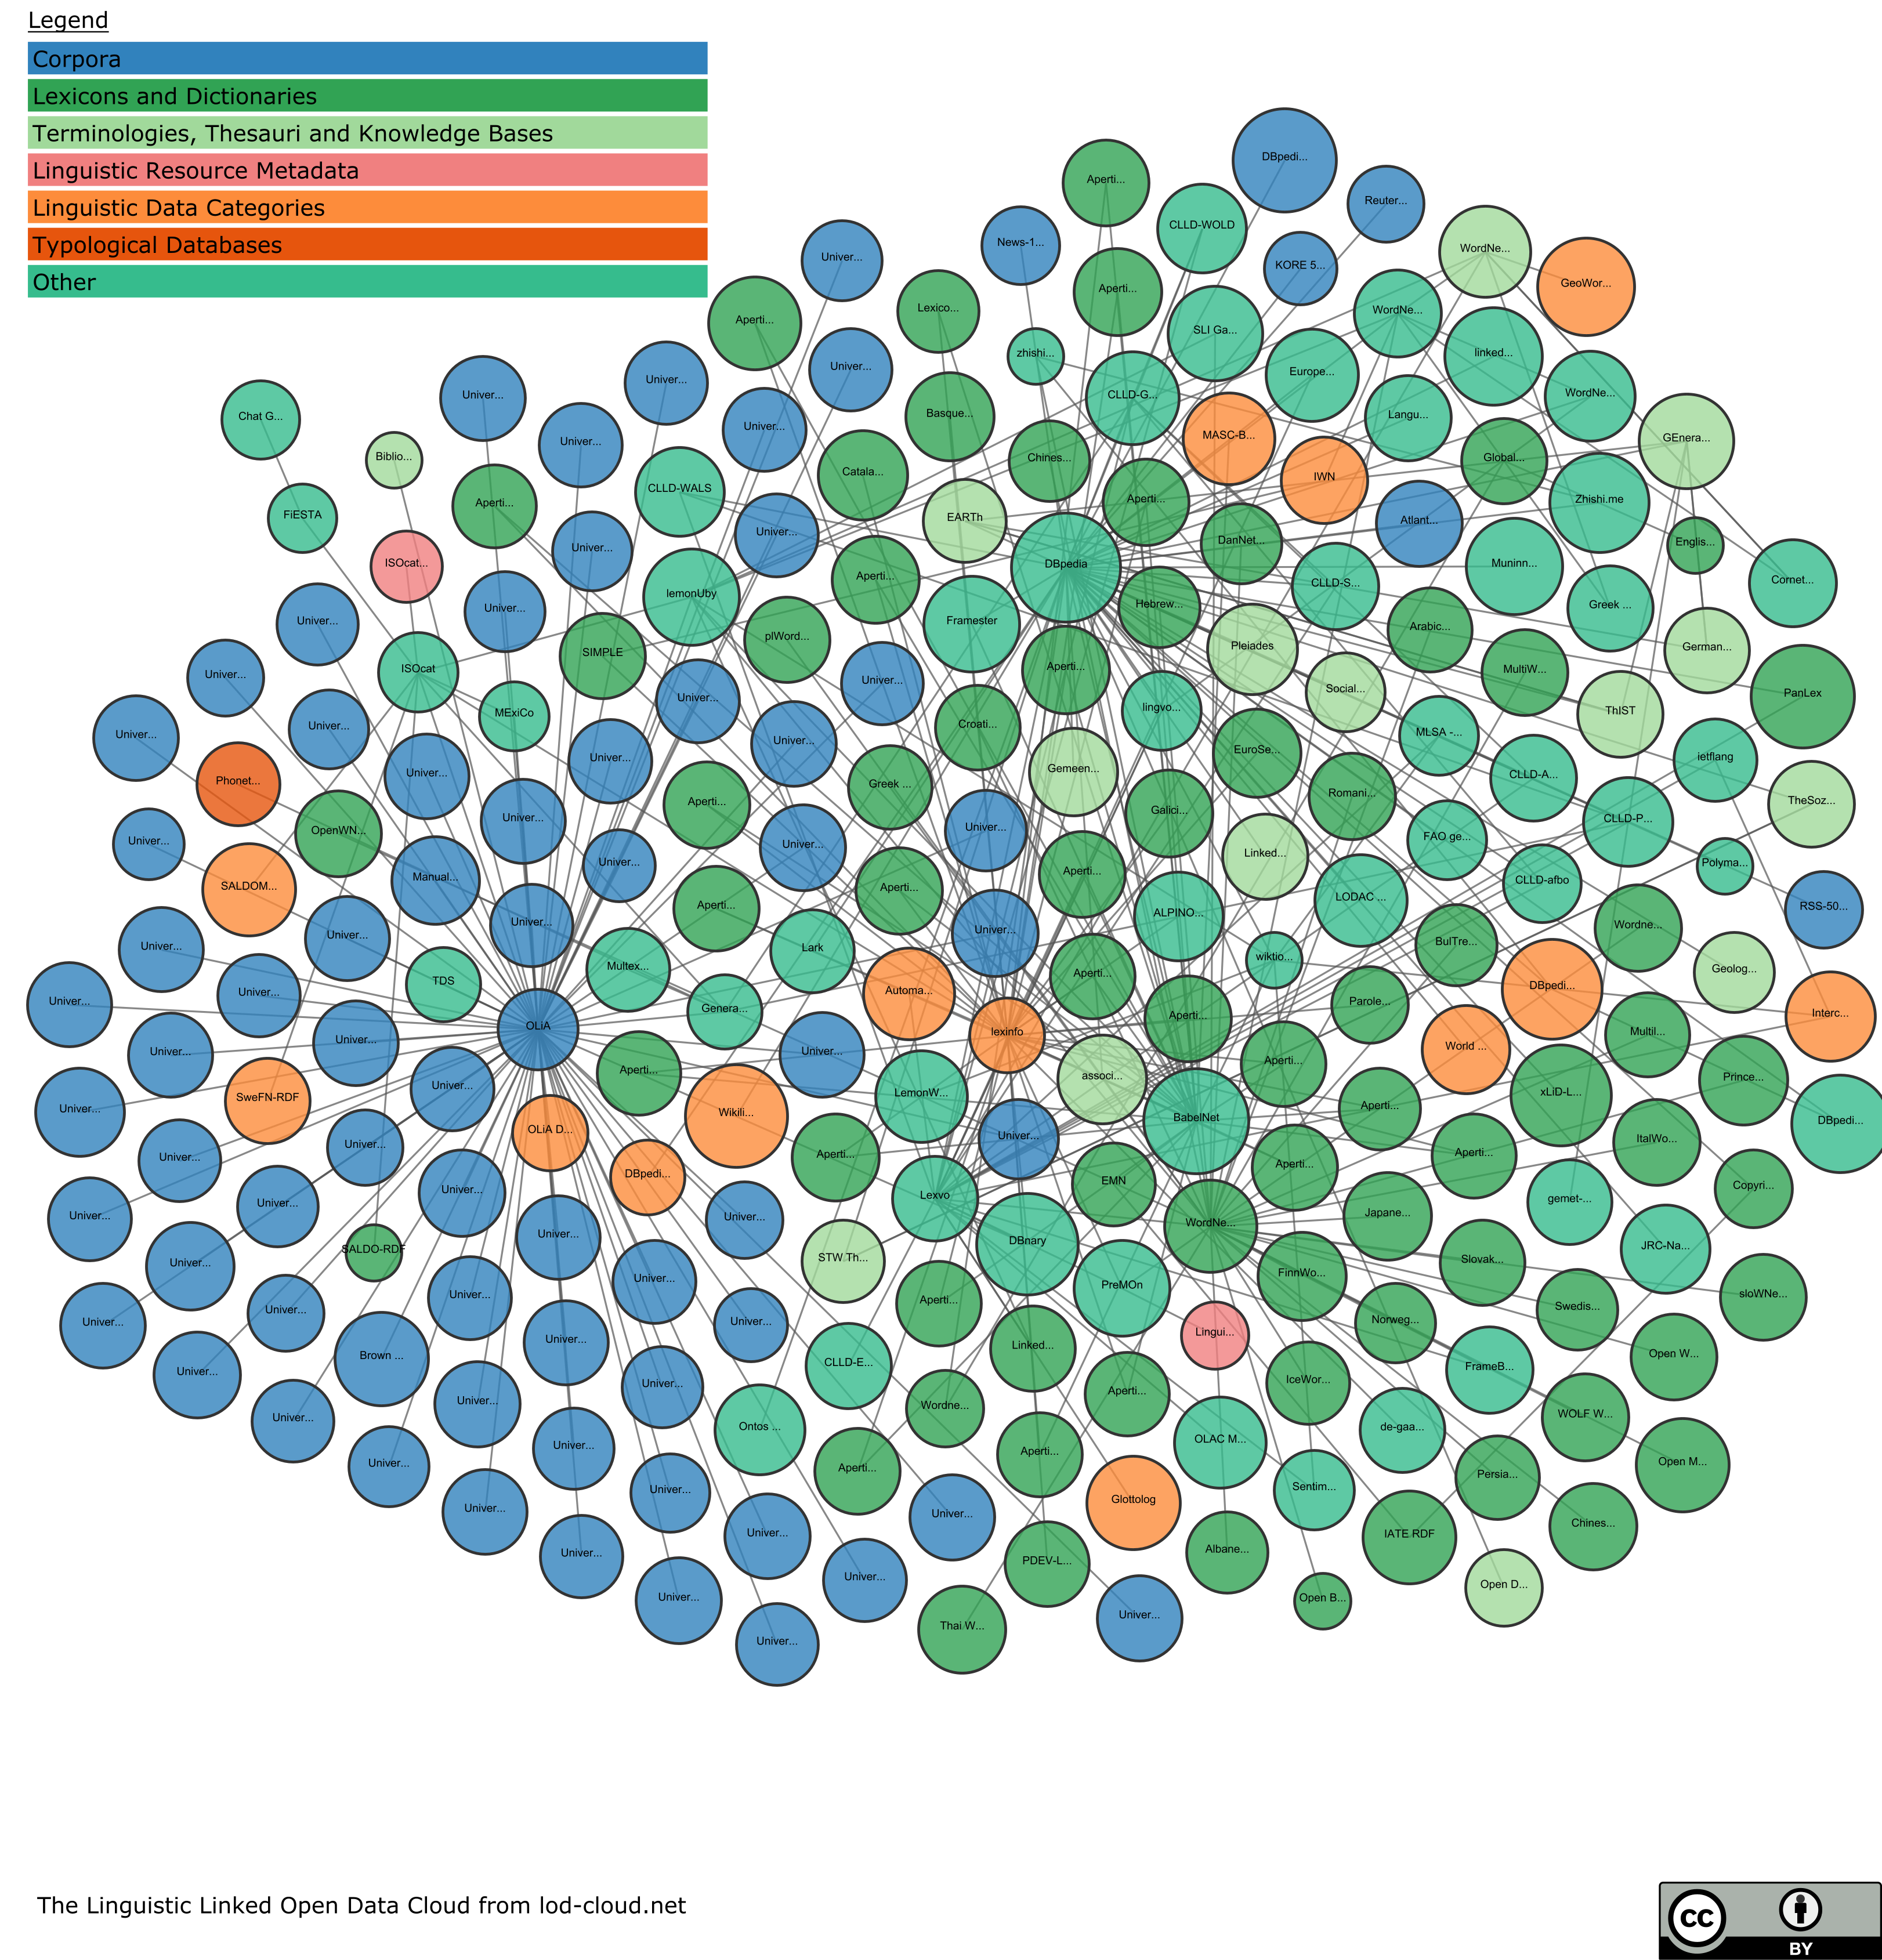 Legend
Corpora
Lexicons and Dictionaries
Terminologies, Thesauri and Knowledge Bases
Linguistic Resource Metadata
Linguistic Data Categories
Typological Databases
Other
DBpedi...
Aperti...
Reuter...
CLLD-WOLD
News-1...
WordNe...
Univer...
KORE 5...
GeoWor...
Aperti...
Lexico...
WordNe...
Aperti...
SLI Ga...
zhishi...
linked...
Univer...
Europe...
Univer...
WordNe...
Univer...
CLLD-G...
Basque...
Langu...
Chat G...
Univer...
MASC-B...
GEnera...
Univer...
Biblio...
Chines...
Global...
Catala...
IWN
CLLD-WALS
Aperti...
Zhishi.me
Aperti...
FiESTA
EARTh
Atlant...
Univer...
DanNet...
Englis...
Univer...
ISOcat...
DBpedia
Muninn...
Aperti...
Cornet...
CLLD-S...
lemonUby
Hebrew...
Greek ...
Univer...
Univer...
Framester
Arabic...
plWord...
Pleiades
German...
SIMPLE
Aperti...
ISOcat
MultiW...
Univer...
Univer...
Social...
PanLex
Univer...
lingvo...
ThIST
MExiCo
Croati...
Univer...
Univer...
MLSA -...
Univer...
EuroSe...
ietflang
Univer...
Gemeen...
Univer...
CLLD-A...
Phonet...
Greek ...
Romani...
Aperti...
TheSoz...
Galici...
Univer...
CLLD-P...
Univer...
OpenWN...
FAO ge...
Univer...
Univer...
Linked...
Univer...
Polyma...
Aperti...
Manual...
CLLD-afbo
SALDOM...
Aperti...
LODAC ...
Aperti...
RSS-50...
ALPINO...
Univer...
Wordne...
Univer...
Univer...
BulTre...
Univer...
Lark
wiktio...
Multex...
Geolog...
Aperti...
TDS
DBpedi...
Automa...
Univer...
Parole...
Univer...
Genera...
Interc...
Aperti...
OLiA
lexinfo
Multil...
Univer...
World ...
Univer...
Univer...
Aperti...
Aperti...
associ...
Prince...
Univer...
LemonW...
xLiD-L...
SweFN-RDF
Aperti...
Univer...
Wikili...
BabelNet
DBpedi...
OLiA D...
Univer...
ItalWo...
Univer...
Aperti...
Aperti...
Univer...
Aperti...
DBpedi...
EMN
Copyri...
Univer...
Lexvo
gemet-...
Univer...
Japane...
Univer...
Univer...
WordNe...
Univer...
DBnary
JRC-Na...
SALDO-RDF
STW Th...
Slovak...
Univer...
FinnWo...
Univer...
PreMOn
sloWNe...
Univer...
Aperti...
Swedis...
Univer...
Norweg...
Univer...
Univer...
Lingui...
Univer...
Linked...
Open W...
Brown ...
CLLD-E...
FrameB...
Univer...
IceWor...
Univer...
Aperti...
Univer...
Wordne...
WOLF W...
Univer...
Ontos ...
de-gaa...
OLAC M...
Univer...
Aperti...
Univer...
Open M...
Aperti...
Persia...
Sentim...
Univer...
Glottolog
Univer...
Univer...
Chines...
Univer...
IATE RDF
Albane...
Univer...
PDEV-L...
Univer...
Open D...
Univer...
Open B...
Univer...
Thai W...
Univer...
The Linguistic Linked Open Data Cloud from lod-cloud.net
cc
BY